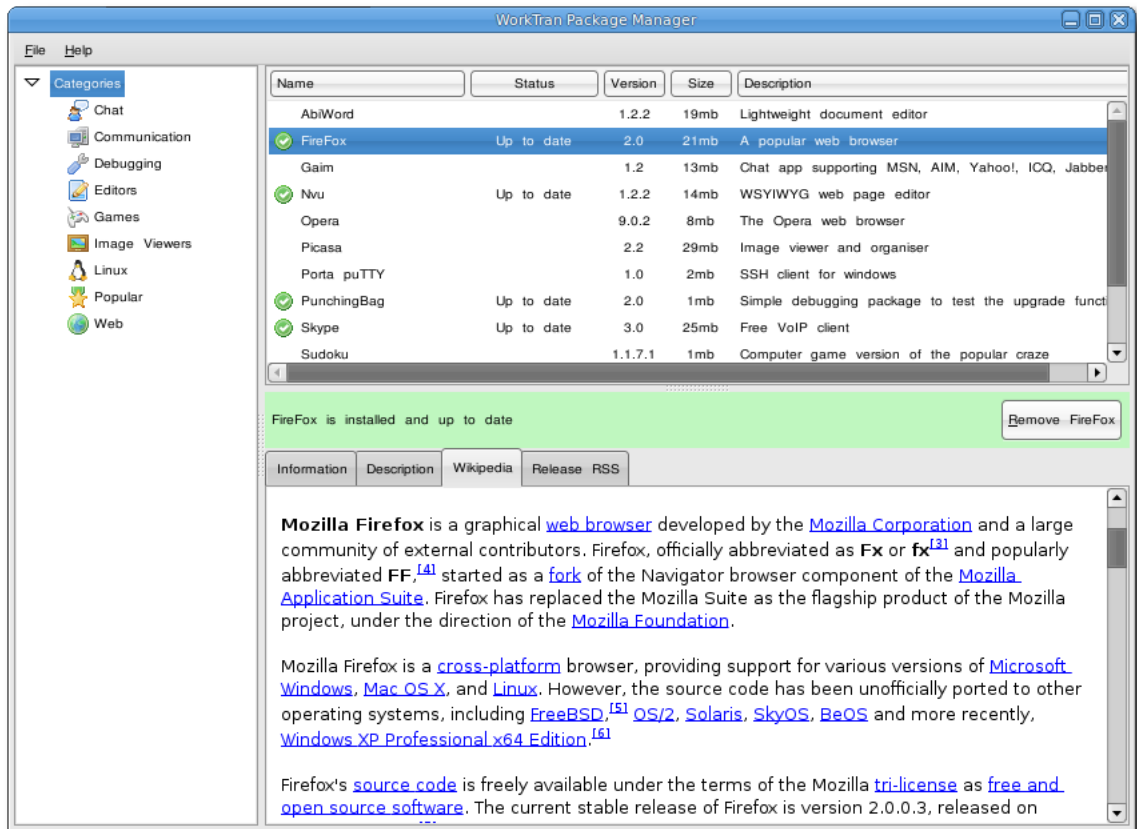 WorkTran Package Manager
File Help
Categories
Chat
Communication
Debugging
Editors
Games
Image Viewers
Linux
Popular
Web
Name Status Version Size Description
AbiWord 1.2.2 19mb Lightweight document editor
FireFox Up to date 2.0 21mb A popular web browser
Gaim 1.2 13mb Chat app supporting MSN, AIM, Yahoo!, ICQ, Jabber
Nvu Up to date 1.2.2 14mb WSYIWYG web page editor
Opera 9.0.2 8mb The Opera web browser
Picasa 2.2 29mb Image viewer and organiser
Porta puTTY 1.0 2mb SSH client for windows
PunchingBag Up to date 2.0 1mb Simple debugging package to test the upgrade functi
Skype Up to date 3.0 25mb Free VoIP client
Sudoku 1.1.7.1 1mb Computer game version of the popular craze
FireFox is installed and up to date Remove FireFox
Information Description Wikipedia Release RSS
Mozilla Firefox is a graphical web browser developed by the Mozilla Corporation and a large
community of external contributors. Firefox, officially abbreviated as Fx or fx[3] and popularly
abbreviated FF,[4] started as a fork of the Navigator browser component of the Mozilla
Application Suite. Firefox has replaced the Mozilla Suite as the flagship product of the Mozilla
project, under the direction of the Mozilla Foundation.
Mozilla Firefox is a cross-platform browser, providing support for various versions of Microsoft
Windows, Mac OS X, and Linux. However, the source code has been unofficially ported to other
operating systems, including FreeBSD,[5] OS/2, Solaris, SkyOS, BeOS and more recently,
Windows XP Professional x64 Edition.[6]
Firefox's source code is freely available under the terms of the Mozilla tri-license as free and
open source software. The current stable release of Firefox is version 2.0.0.3, released on